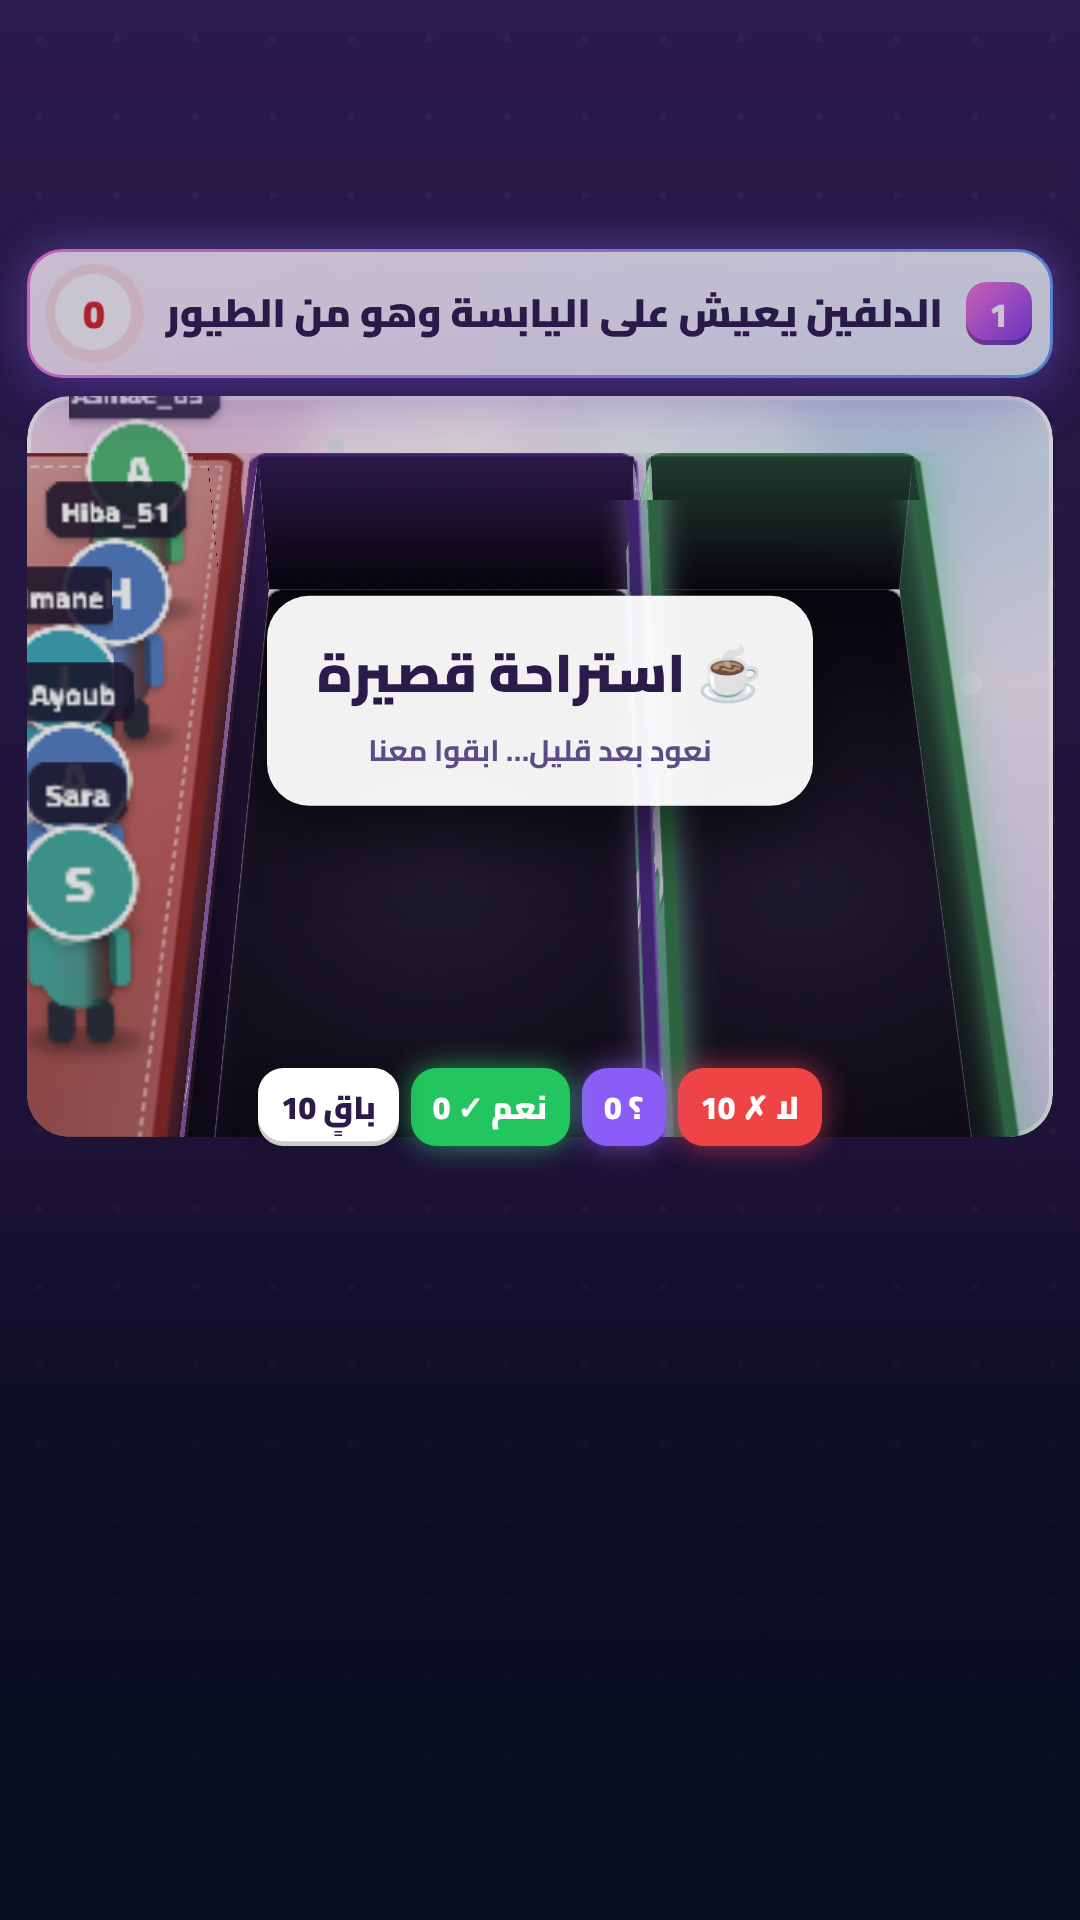 1
الدلفين يعيش على اليابسة وهو من الطيور
0
A
Hiba_51
H
mane
Ayoub
Sara
S
استراحة قصيرة
نعود بعد قليل... ابقوا معنا
لا ✗ 10
؟ 0
نعم ✓ 0
باقٍ 10